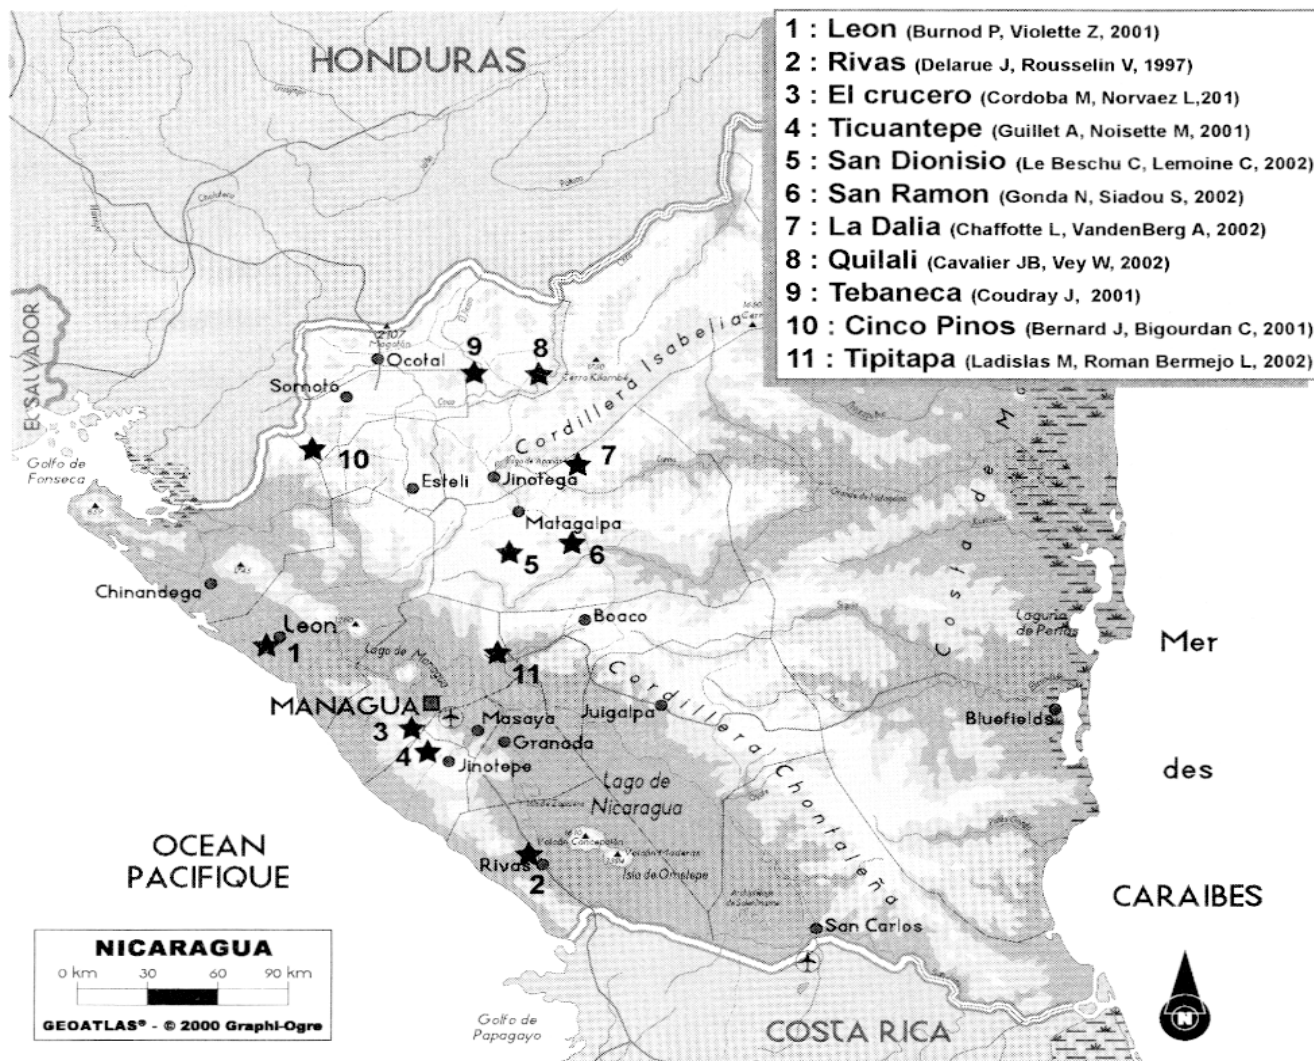 HONDURAS
1 : Leon (Burnod P, Violette Z, 2001)
2 : Rivas (Delarue J, Rousselin V, 1997)
3 : El crucero (Cordoba M, Norvaez L,201)
4 : Ticuantepe (Guillet A, Noisette M, 2001)
5 : San Dionisio (Le Beschu C, Lemoine C, 2002)
6 : San Ramon (Gonda N, Siadou S, 2002)
7 : La Dalia (Chaffotte L, VandenBerg A, 2002)
8 : Quilali (Cavalier JB, Vey W, 2002)
9 : Tebaneca (Coudray J, 2001)
10 : Cinco Pinos (Bernard J, Bigourdan C, 2001)
11 : Tipitapa (Ladislas M, Roman Bermejo L, 2002)
EL SALVADOR
Golfo de
Fonseca
Ocotal
9
8
Cerro Kilambé
Somoto
Cordillera Isabelia
10
Esteli
Jinotega
7
Matagalpa
5
6
Chinandega
Leon
1
Boaco
Lago de Managua
11
MANAGUA
3
4
Masaya
Granada
Jinotepe
Juigalpa
Cordillera Chontaleña
Costa de M
Laguna
de Perlas
Bluefields
Mer
des
CARAIBES
Lago de
Nicaragua
Volcán Concepción
Volcán Maderas
Isla de Ometepe
Rivas
2
San Carlos
OCEAN
PACIFIQUE
NICARAGUA
0 km 30 60 90 km
GEOATLAS® - © 2000 Graphi-Ogre
Golfo de
Papagayo
COSTA RICA
N